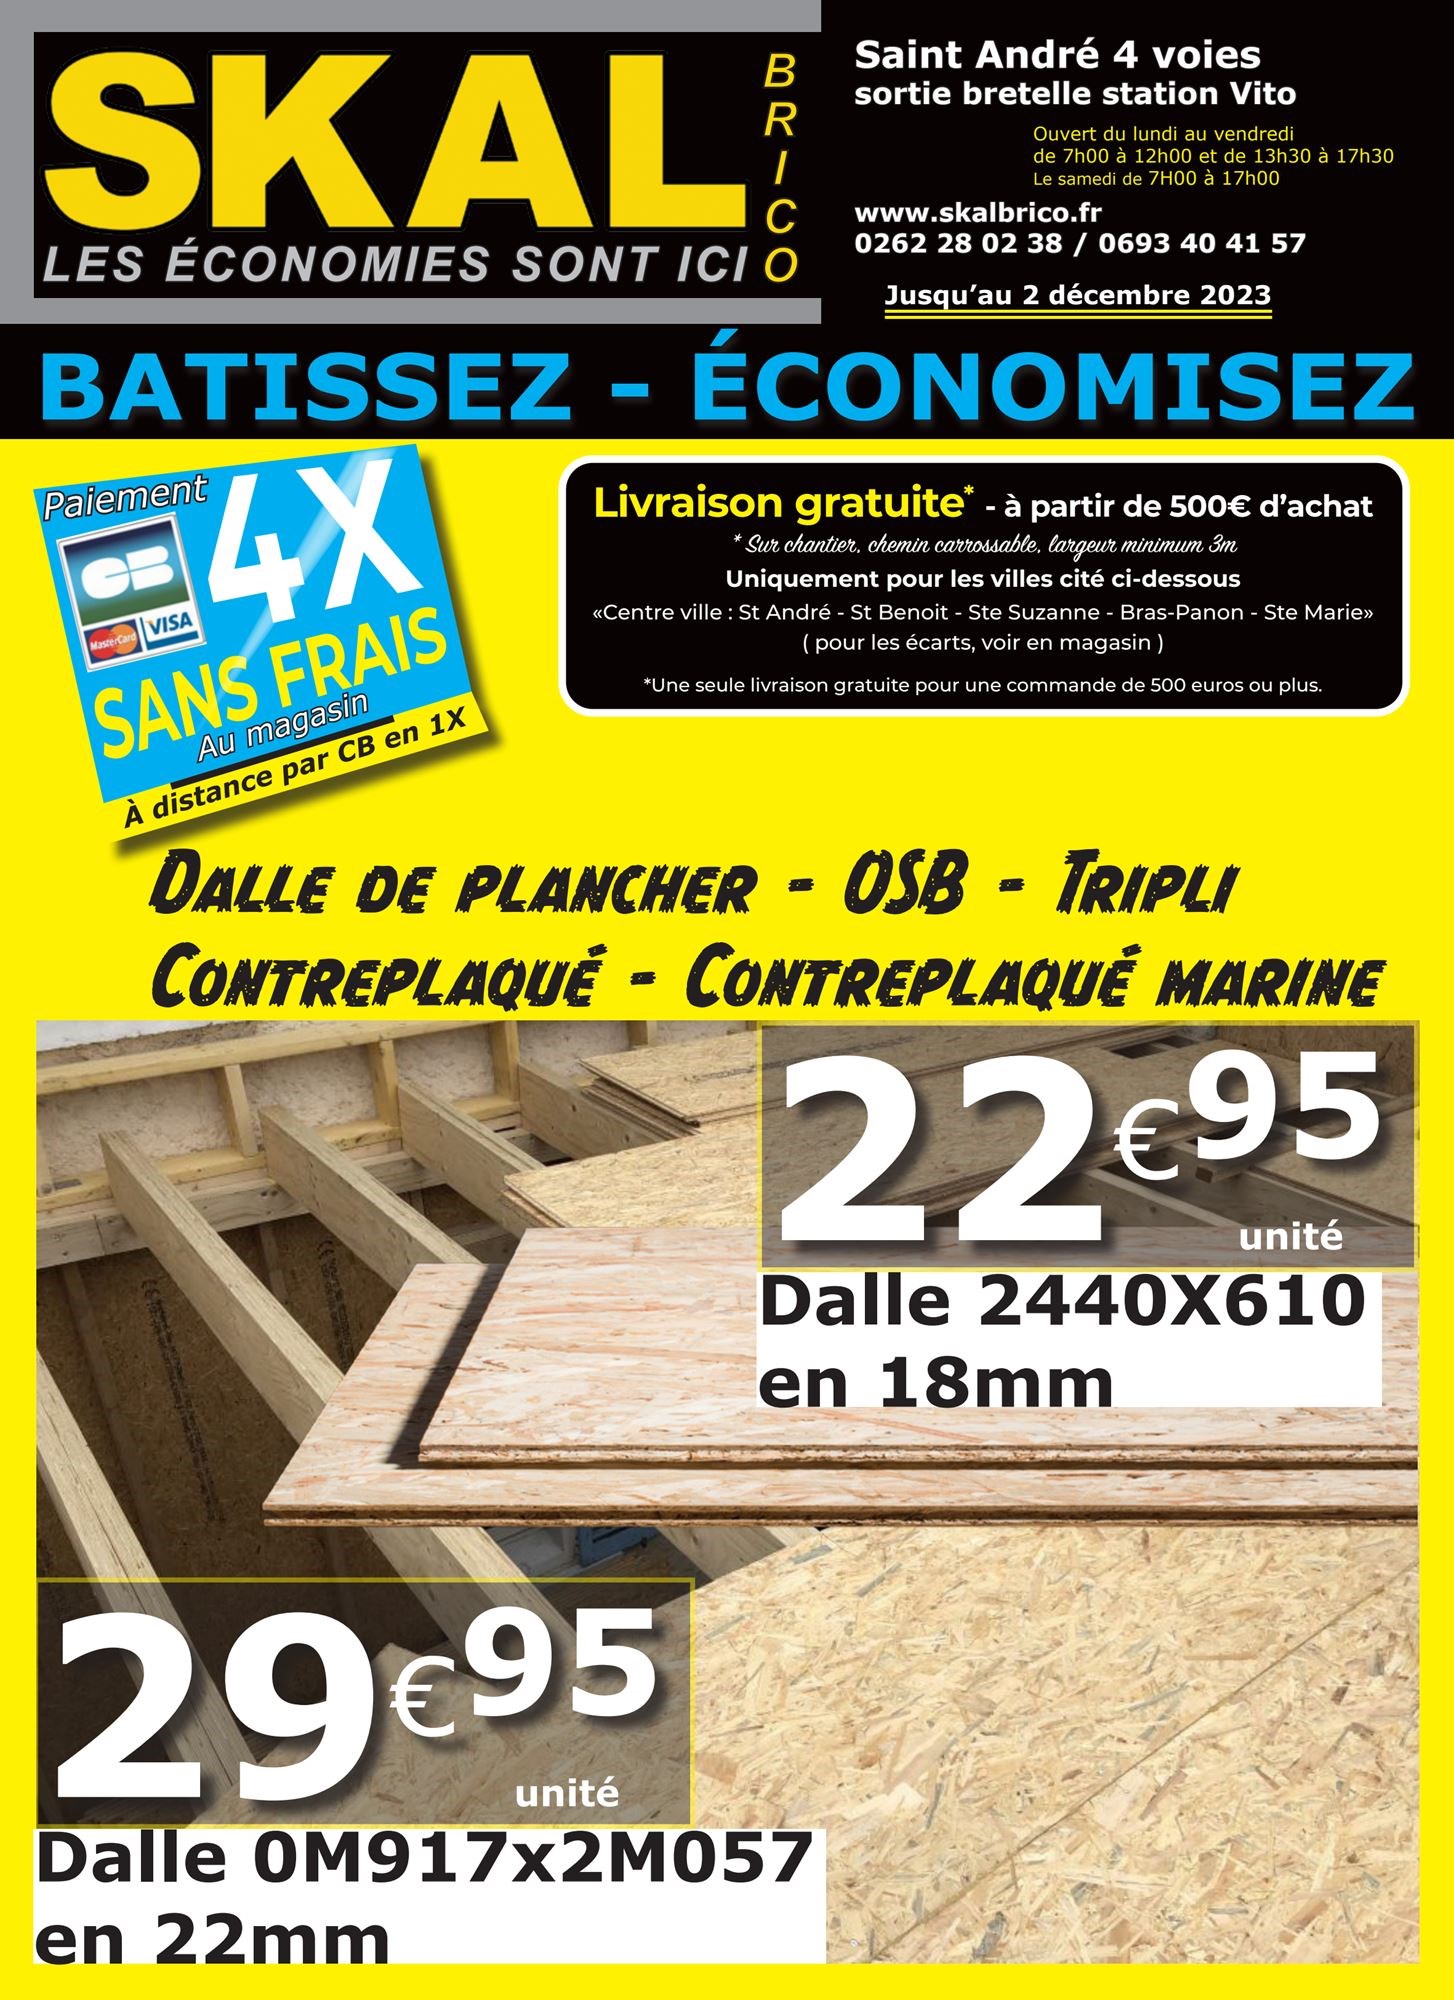 SKAL
BRICO
LES ÉCONOMIES SONT ICI
Saint André 4 voies
sortie bretelle station Vito
Ouvert du lundi au vendredi
de 7h00 à 12h00 et de 13h30 à 17h30
Le samedi de 7H00 à 17h00
www.skalbrico.fr
0262 28 02 38 / 0693 40 41 57
Jusqu’au 2 décembre 2023
BATISSEZ - ÉCONOMISEZ
Paiement
4X
CB
MasterCard
VISA
SANS FRAIS
Au magasin
À distance par CB en 1X
Livraison gratuite* - à partir de 500€ d’achat
* Sur chantier, chemin carrossable, largeur minimum 3m
Uniquement pour les villes cité ci-dessous
«Centre ville : St André - St Benoit - Ste Suzanne - Bras-Panon - Ste Marie»
( pour les écarts, voir en magasin )
*Une seule livraison gratuite pour une commande de 500 euros ou plus.
DALLE DE PLANCHER - OSB - TRIPLI
CONTREPLAQUÉ - CONTREPLAQUÉ MARINE
22€95
unité
Dalle 2440X610
en 18mm
29€95
unité
Dalle 0M917x2M057
en 22mm